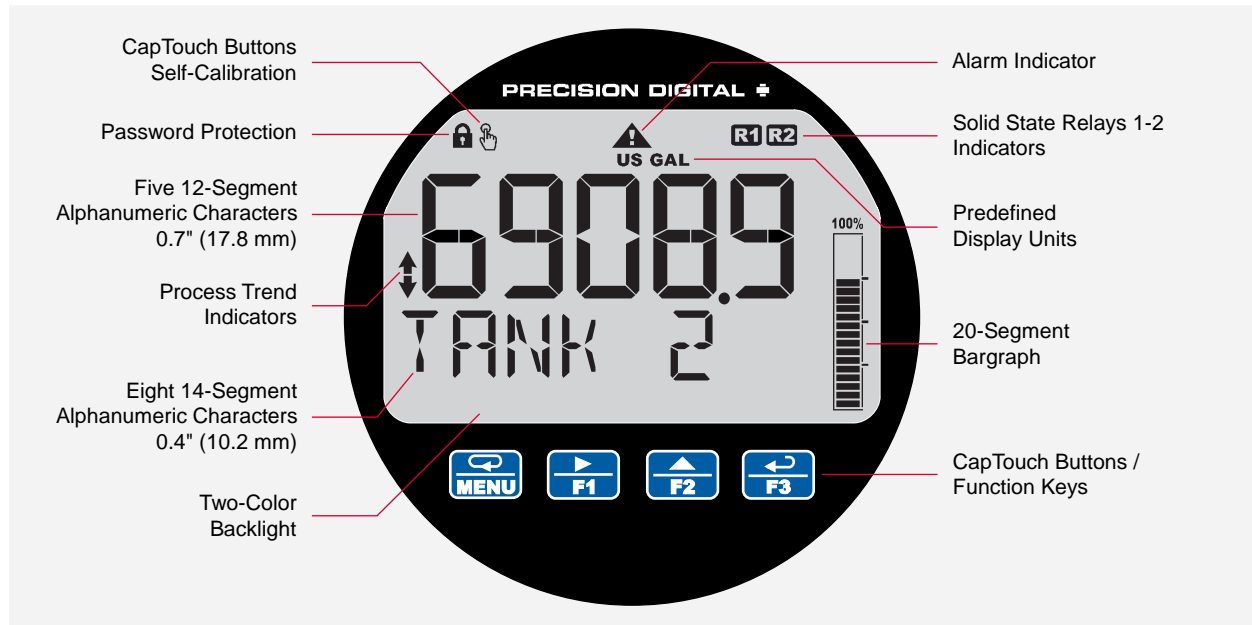 CapTouch Buttons
Self-Calibration
Password Protection
Five 12-Segment
Alphanumeric Characters
0.7" (17.8 mm)
Process Trend
Indicators
Eight 14-Segment
Alphanumeric Characters
0.4" (10.2 mm)
Two-Color
Backlight
PRECISION DIGITAL
R1 R2
US GAL
6908.9
100%
TANK 2
MENU
F1
F2
F3
Alarm Indicator
Solid State Relays 1-2
Indicators
Predefined
Display Units
20-Segment
Bargraph
CapTouch Buttons /
Function Keys